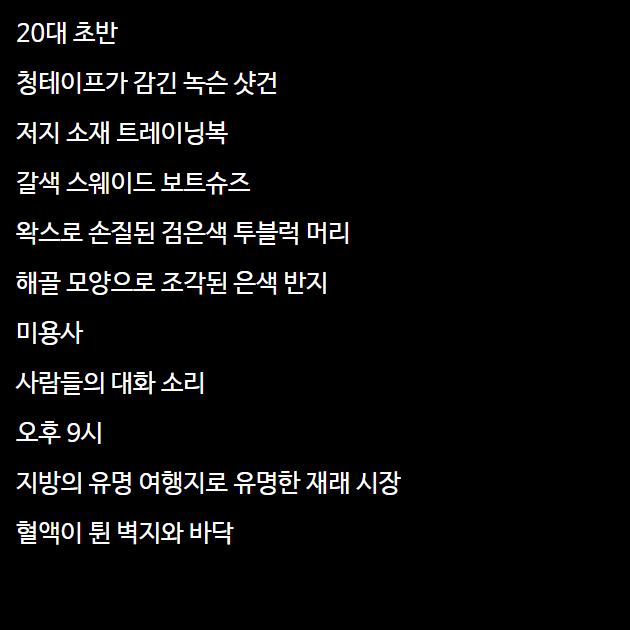 20대 초반
청테이프가 감긴 녹슨 샷건
저지 소재 트레이닝복
갈색 스웨이드 보트슈즈
왁스로 손질된 검은색 투블럭 머리
해골 모양으로 조각된 은색 반지
미용사
사람들의 대화 소리
오후 9시
지방의 유명 여행지로 유명한 재래 시장
혈액이 튄 벽지와 바닥